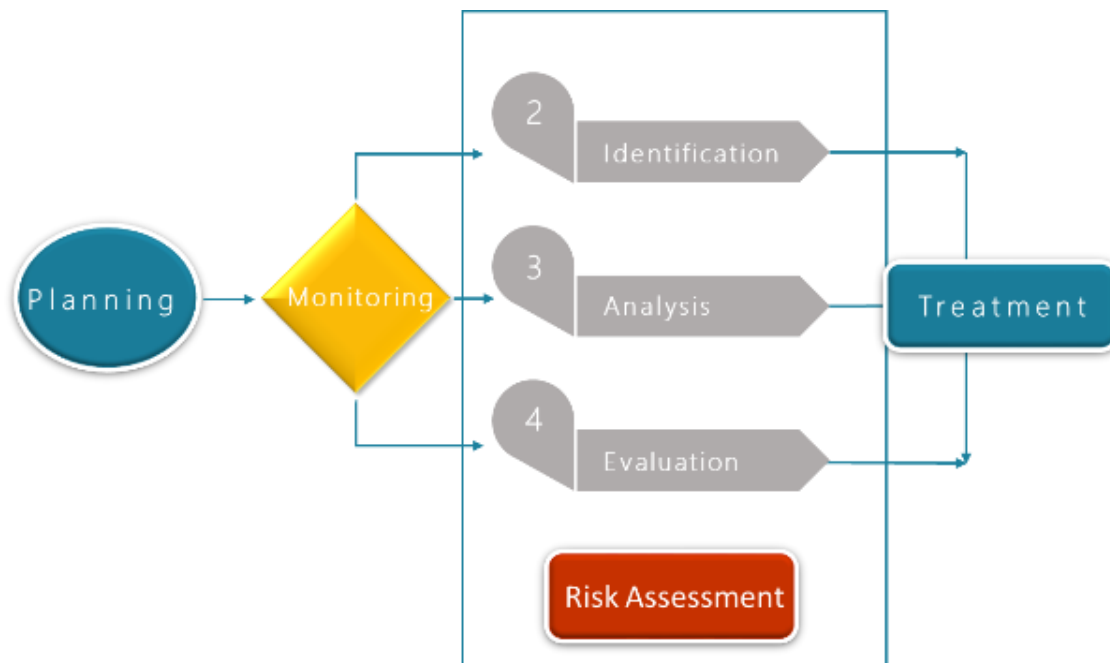 Planning
Monitoring
2
Identification
3
Analysis
4
Evaluation
Treatment
Risk Assessment